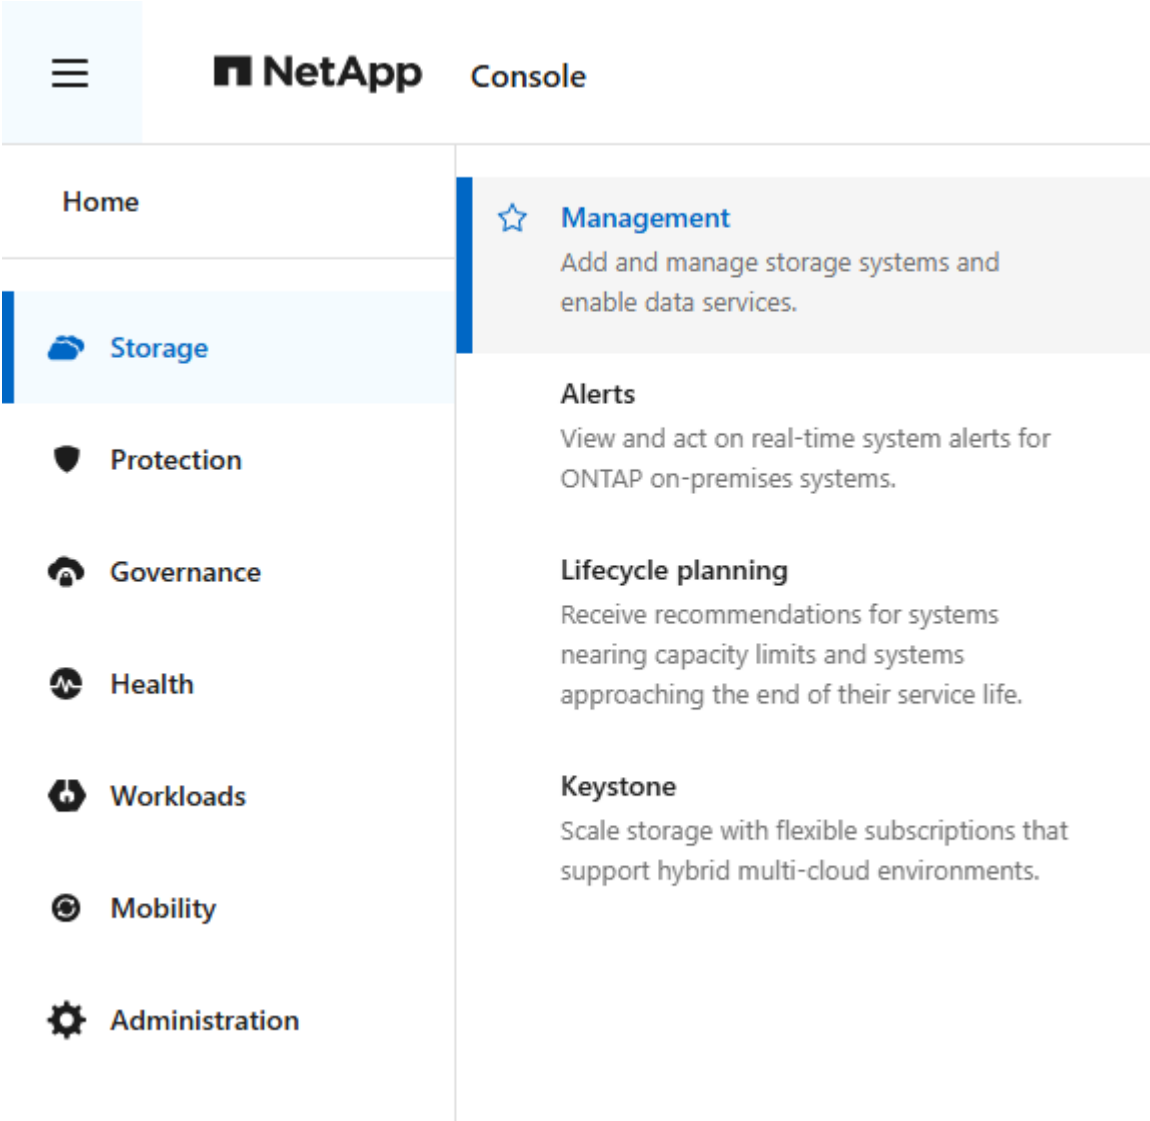 NetApp Console
Home
Storage
Protection
Governance
Health
Workloads
Mobility
Administration
Management
Add and manage storage systems and
enable data services.
Alerts
View and act on real-time system alerts for
ONTAP on-premises systems.
Lifecycle planning
Receive recommendations for systems
nearing capacity limits and systems
approaching the end of their service life.
Keystone
Scale storage with flexible subscriptions that
support hybrid multi-cloud environments.